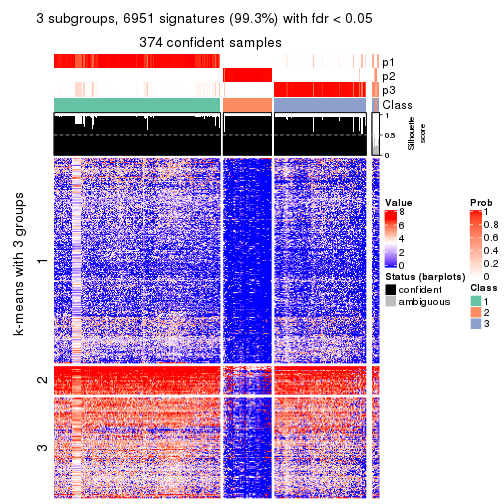 3 subgroups, 6951 signatures (99.3%) with fdr < 0.05
374 confident samples
p1
p2
p3
Class
1
0.5
0
Silhouette
score
k-means with 3 groups
1
2
3
Value
8
6
4
2
0
Status (barplots)
confident
ambiguous
Prob
1
0.8
0.6
0.4
0.2
0
Class
1
2
3